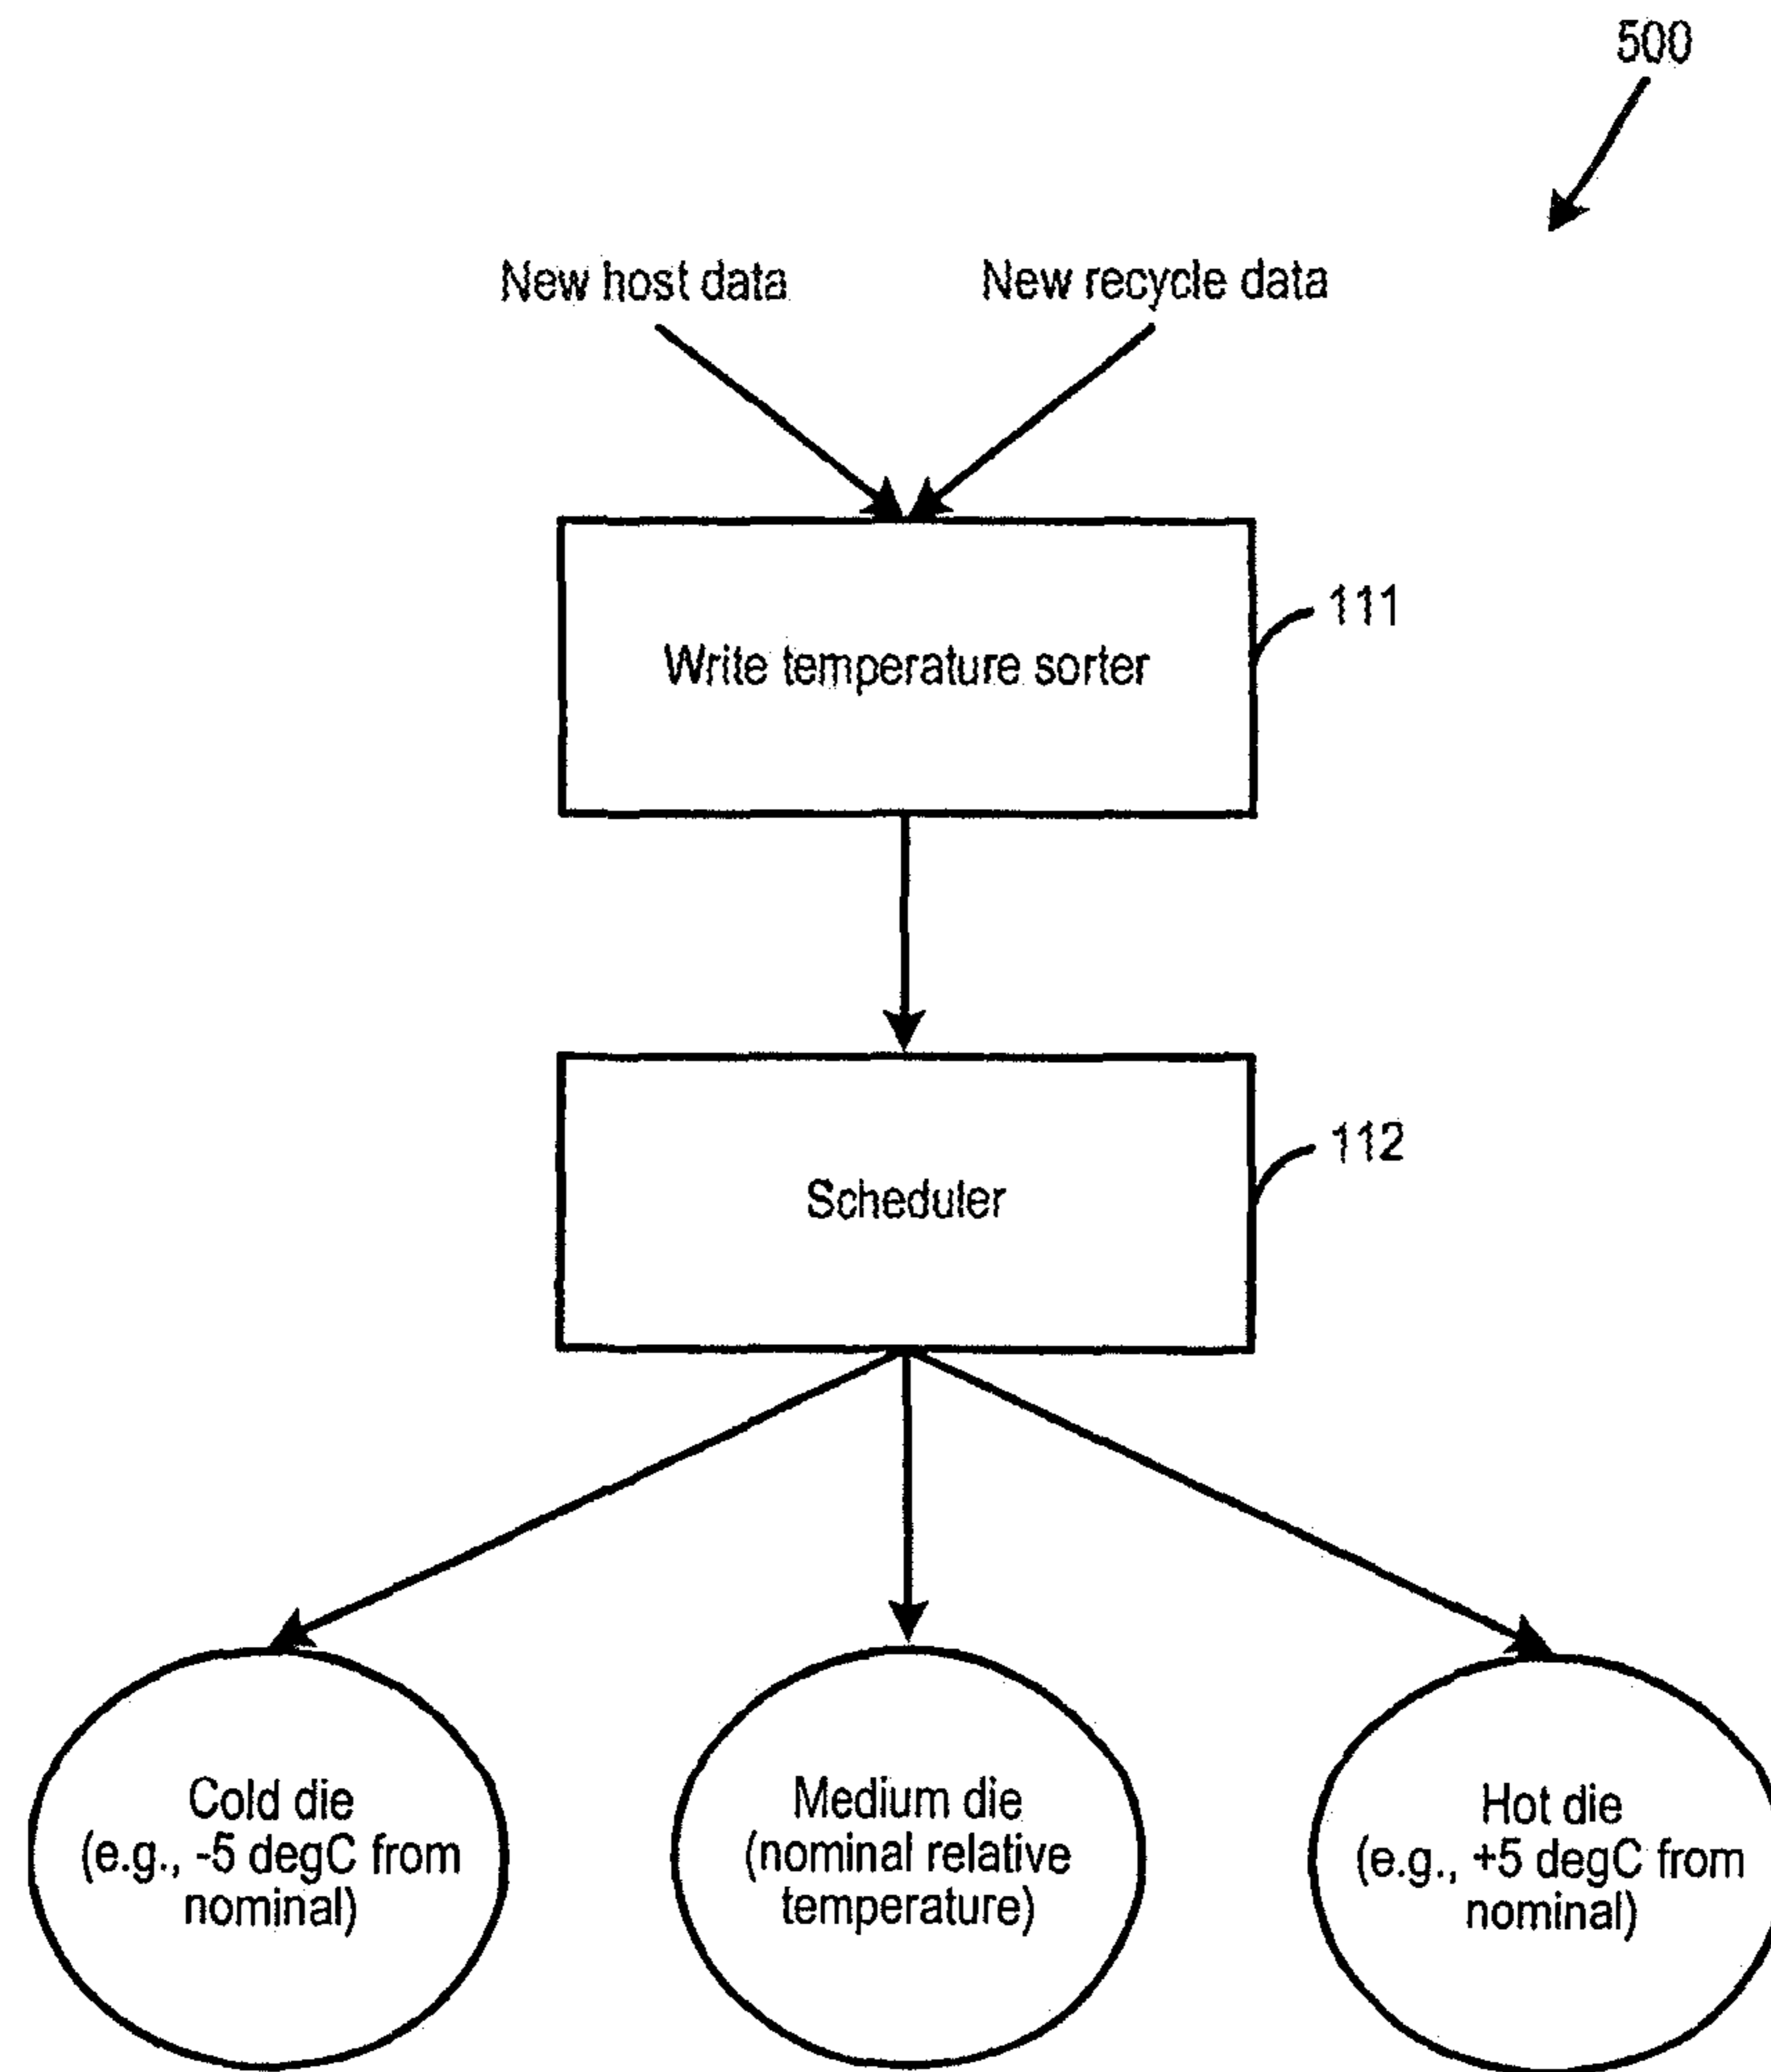 500
New host data
New recycle data
Write temperature sorter
111
Scheduler
112
Cold die
(e.g., -5 degC from
nominal)
Medium die
(nominal relative
temperature)
Hot die
(e.g., +5 degC from
nominal)